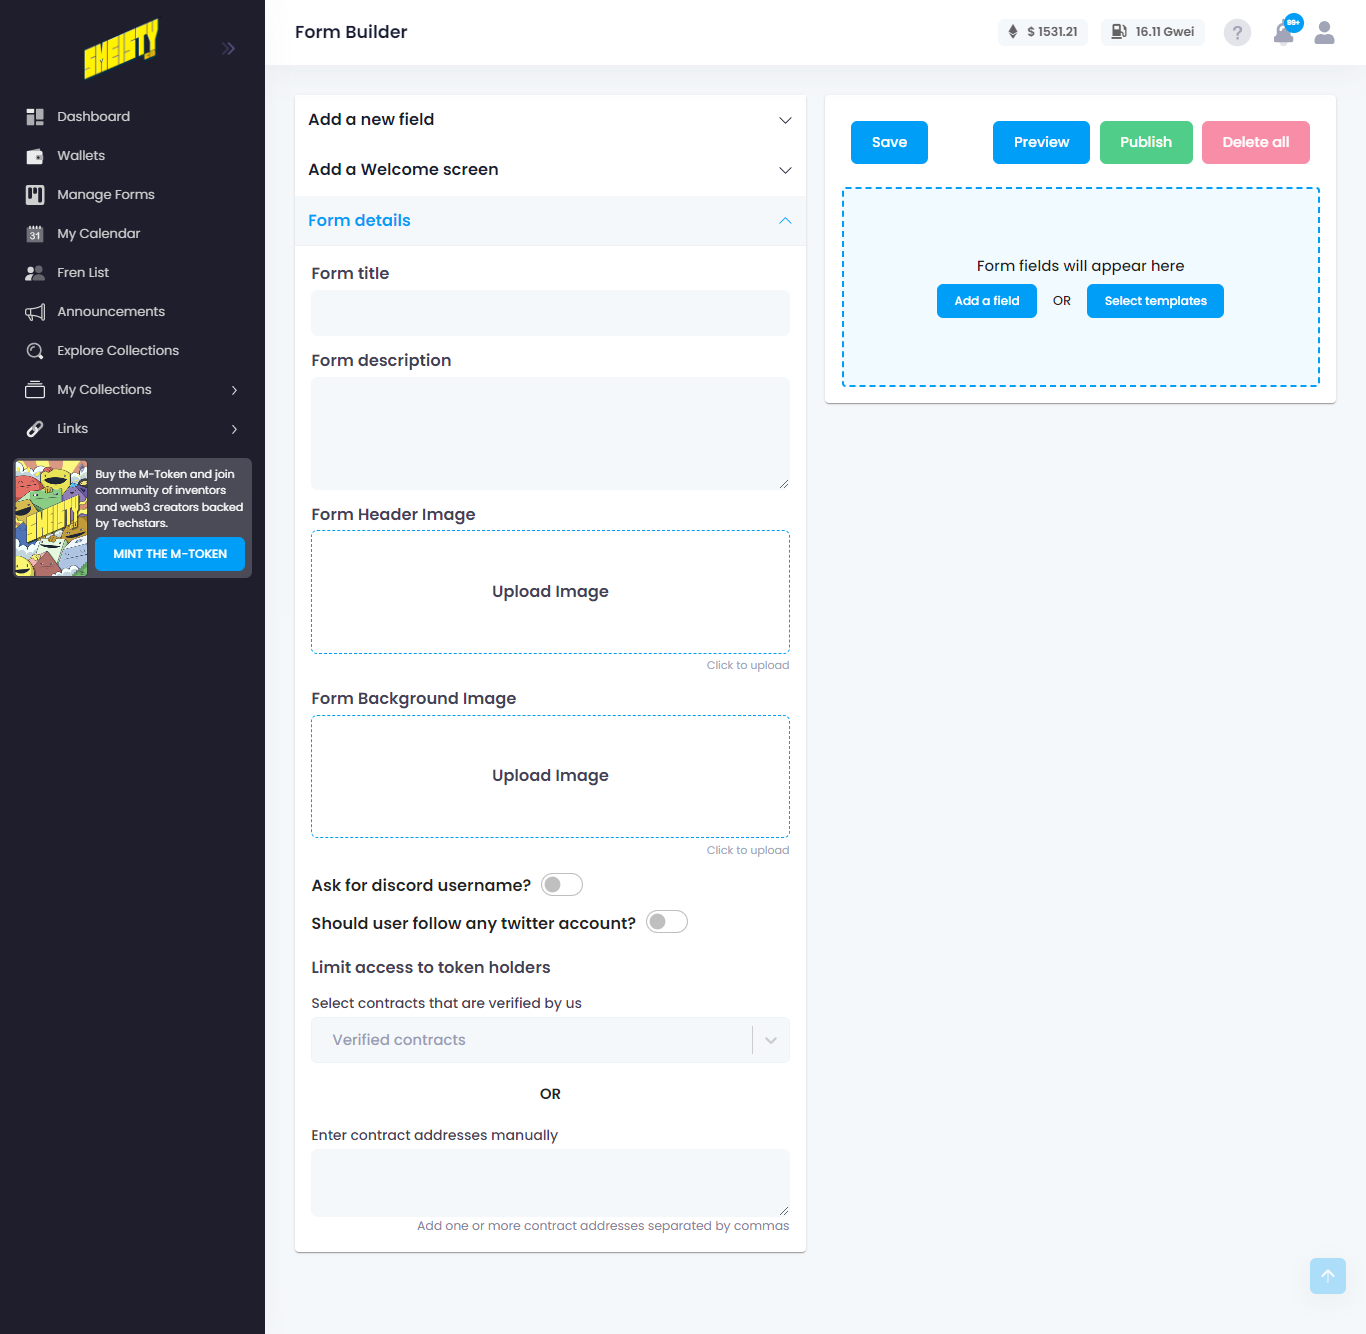 SMEISTY
Dashboard
Wallets
Manage Forms
31
My Calendar
Fren List
Announcements
Explore Collections
My Collections
Links
SMEISTY
Buy the M-Token and join
community of inventors
and web3 creators backed
by Techstars.
MINT THE M-TOKEN
Form Builder
$ 1531.21
16.11 Gwei
?
99+
Add a new field
Add a Welcome screen
Form details
Form title
Form description
Form Header Image
Upload Image
Click to upload
Form Background Image
Upload Image
Click to upload
Ask for discord username?
Should user follow any twitter account?
Limit access to token holders
Select contracts that are verified by us
Verified contracts
OR
Enter contract addresses manually
Add one or more contract addresses separated by commas
Save
Preview
Publish
Delete all
Form fields will appear here
Add a field
OR
Select templates